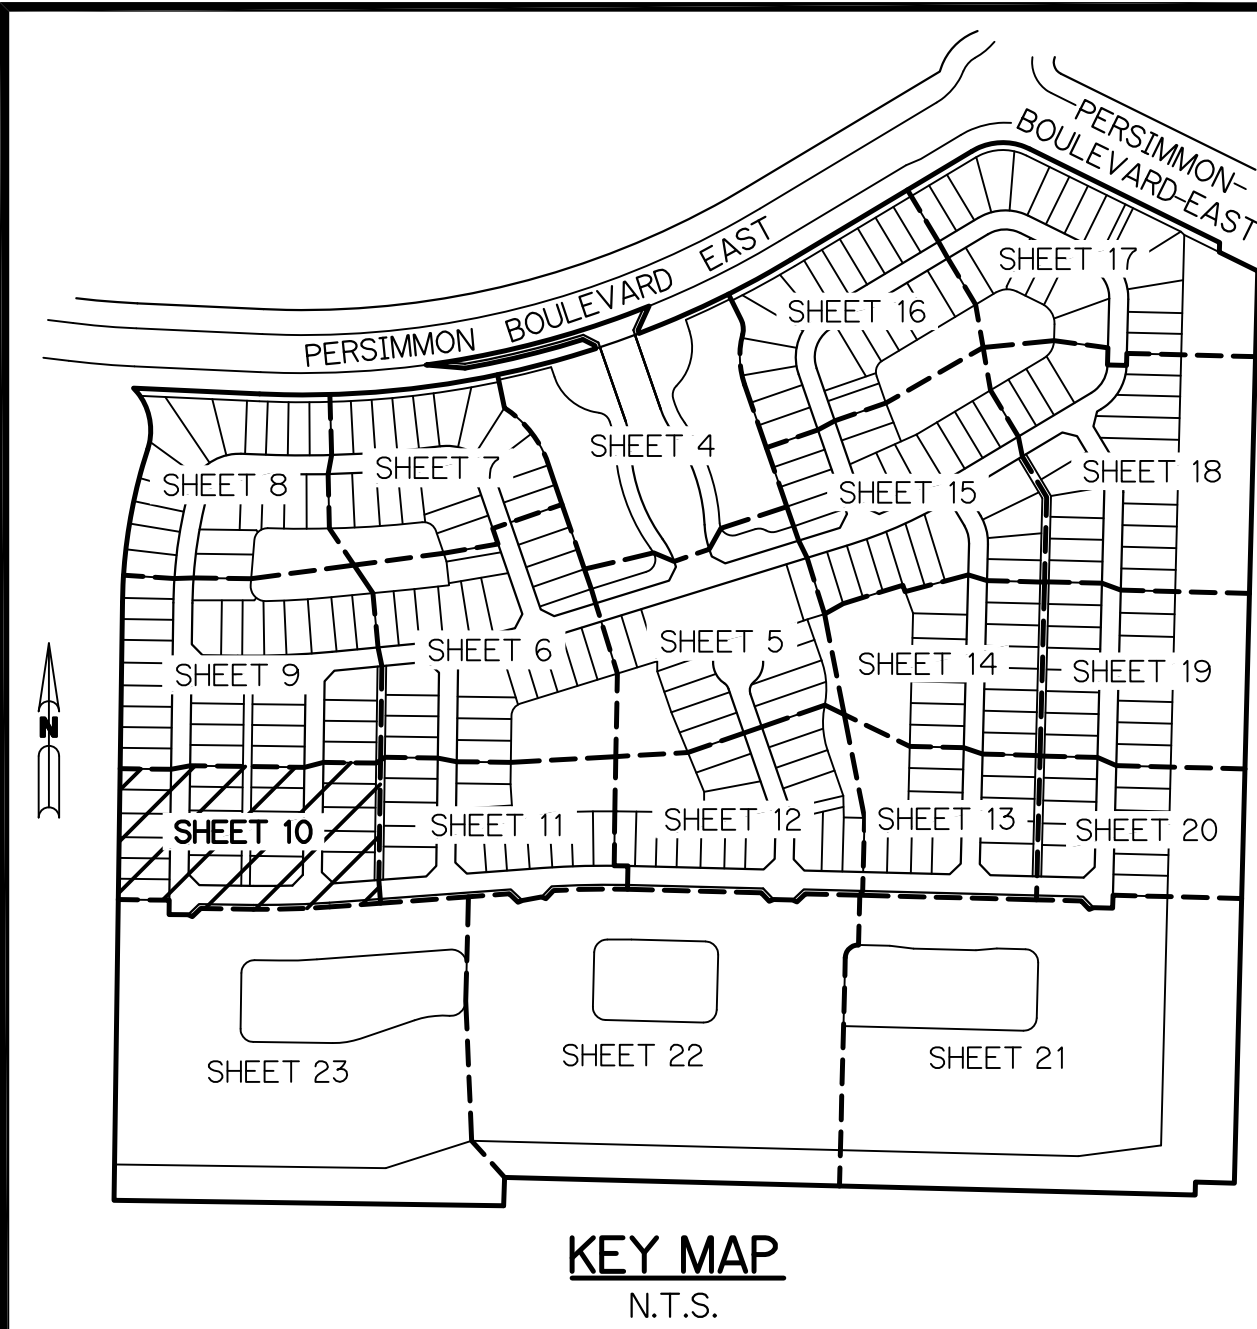 PERSIMMON-
BOULEVARD-EAST
PERSIMMON BOULEVARD EAST
SHEET 17
SHEET 16
SHEET 4
SHEET 7
SHEET 8
SHEET 18
SHEET 15
SHEET 6
SHEET 5
SHEET 14
SHEET 19
SHEET 9
N
SHEET 10
SHEET 11
SHEET 12
SHEET 13
SHEET 20
SHEET 23
SHEET 22
SHEET 21
KEY MAP
N.T.S.